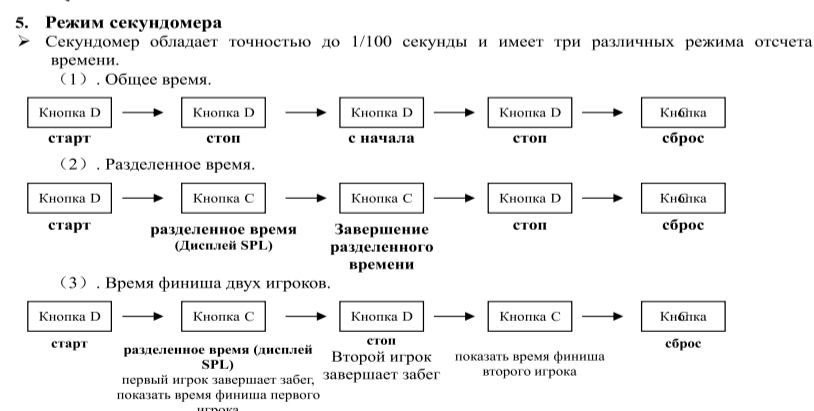 5. Режим секундомера
➢ Секундомер обладает точностью до 1/100 секунды и имеет три различных режима отсчета
времени.
（1）. Общее время.
Кнопка D Кнопка D Кнопка D Кнопка D Кнопка C
старт стоп с начала стоп сброс
（2）. Разделенное время.
Кнопка D Кнопка C Кнопка C Кнопка D Кнопка C
старт разделенное время Завершение стоп сброс
(Дисплей SPL) разделенного
времени
（3）. Время финиша двух игроков.
Кнопка D Кнопка C Кнопка D Кнопка C Кнопка C
старт разделенное время (дисплей стоп показать время финиша сброс
SPL) Второй игрок второго игрока
первый игрок завершает забег, завершает забег
показать время финиша первого
игрока